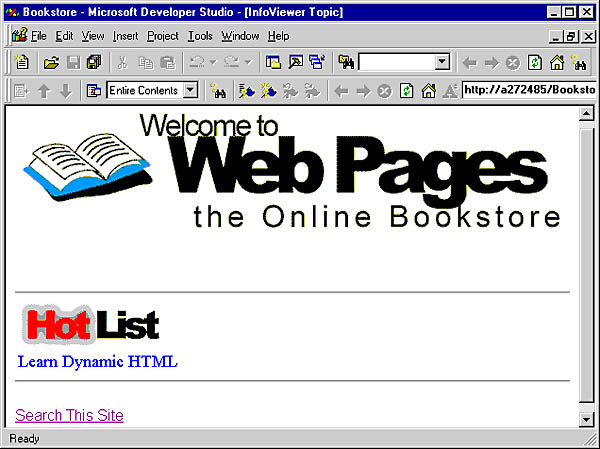 Bookstore - Microsoft Developer Studio - [InfoViewer Topic]
File Edit View Insert Project Tools Window Help
Entire Contents http://a272485/Booksto
Welcome to
Web Pages
the Online Bookstore
Hot List
Learn Dynamic HTML
Search This Site
Ready